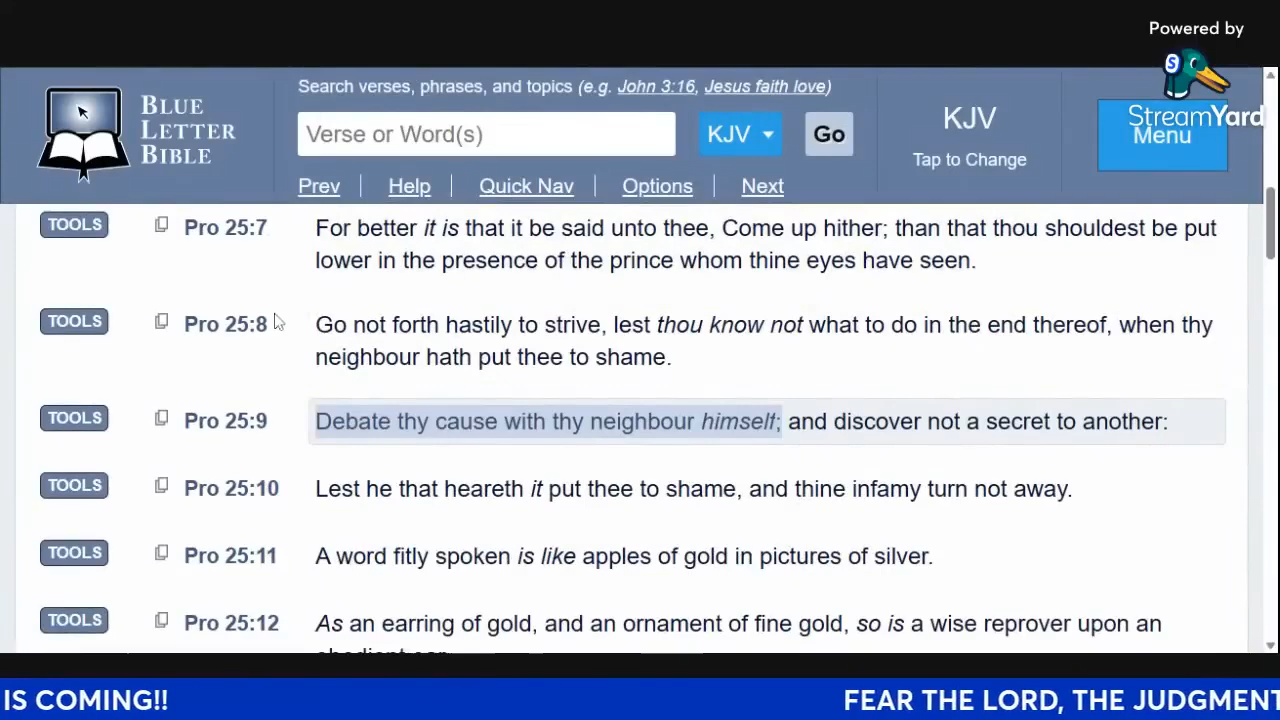 Powered by
StreamYard
BLUE
LETTER
BIBLE
Search verses, phrases, and topics (e.g. John 3:16, Jesus faith love)
Verse or Word(s)
KJV
Go
KJV
Tap to Change
Menu
Prev | Help | Quick Nav | Options | Next
TOOLS Pro 25:7 For better it is that it be said unto thee, Come up hither; than that thou shouldest be put
lower in the presence of the prince whom thine eyes have seen.
TOOLS Pro 25:8 Go not forth hastily to strive, lest thou know not what to do in the end thereof, when thy
neighbour hath put thee to shame.
TOOLS Pro 25:9 Debate thy cause with thy neighbour himself; and discover not a secret to another:
TOOLS Pro 25:10 Lest he that heareth it put thee to shame, and thine infamy turn not away.
TOOLS Pro 25:11 A word fitly spoken is like apples of gold in pictures of silver.
TOOLS Pro 25:12 As an earring of gold, and an ornament of fine gold, so is a wise reprover upon an
IS COMING!! FEAR THE LORD, THE JUDGMENT